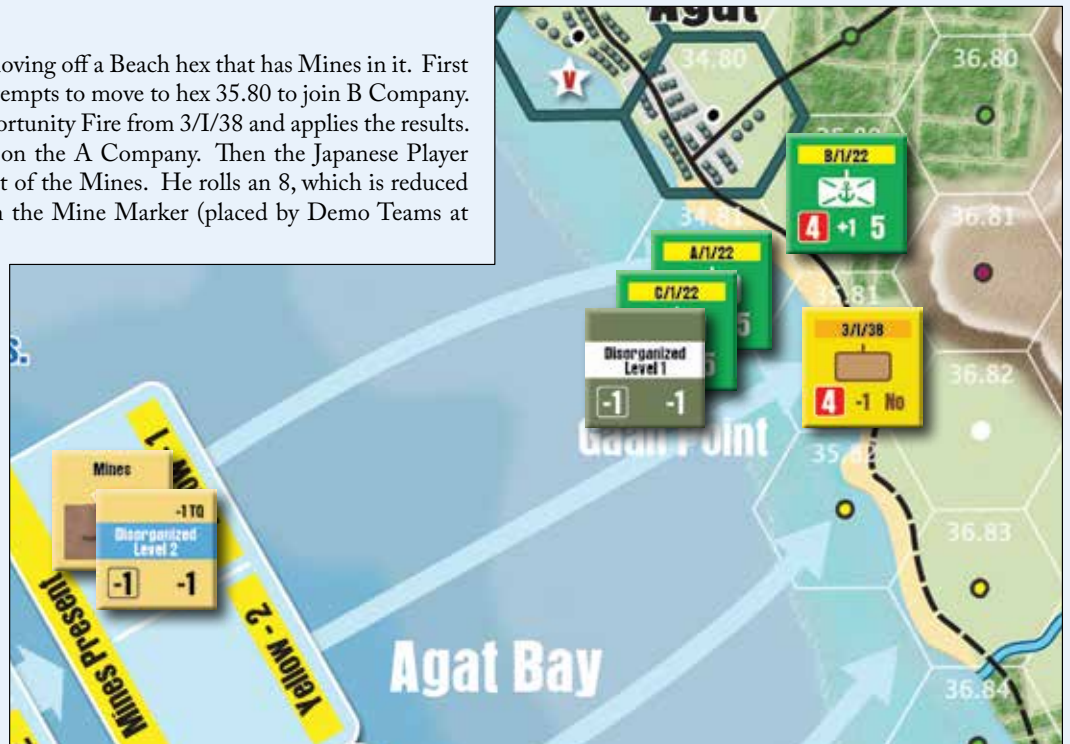 oving off a Beach hex that has Mines in it. First
empts to move to hex 35.80 to join B Company.
ortunity Fire from 3/I/38 and applies the results.
on the A Company. Then the Japanese Player
t of the Mines. He rolls an 8, which is reduced
n the Mine Marker (placed by Demo Teams at
Agat
V
34.80
36.80
B/1/22
4 +1 5
34.81
36.81
A/1/22
C/1/22
5
5
35.81
3/I/38
4 -1 No
Disorganized
Level 1
-1 -1
36.82
Gaan Point
s.
Mines
-1 TQ
Disorganized
Level 2
-1 -1
Mines Present
Yellow - 2
36.83
Agat Bay
36.84